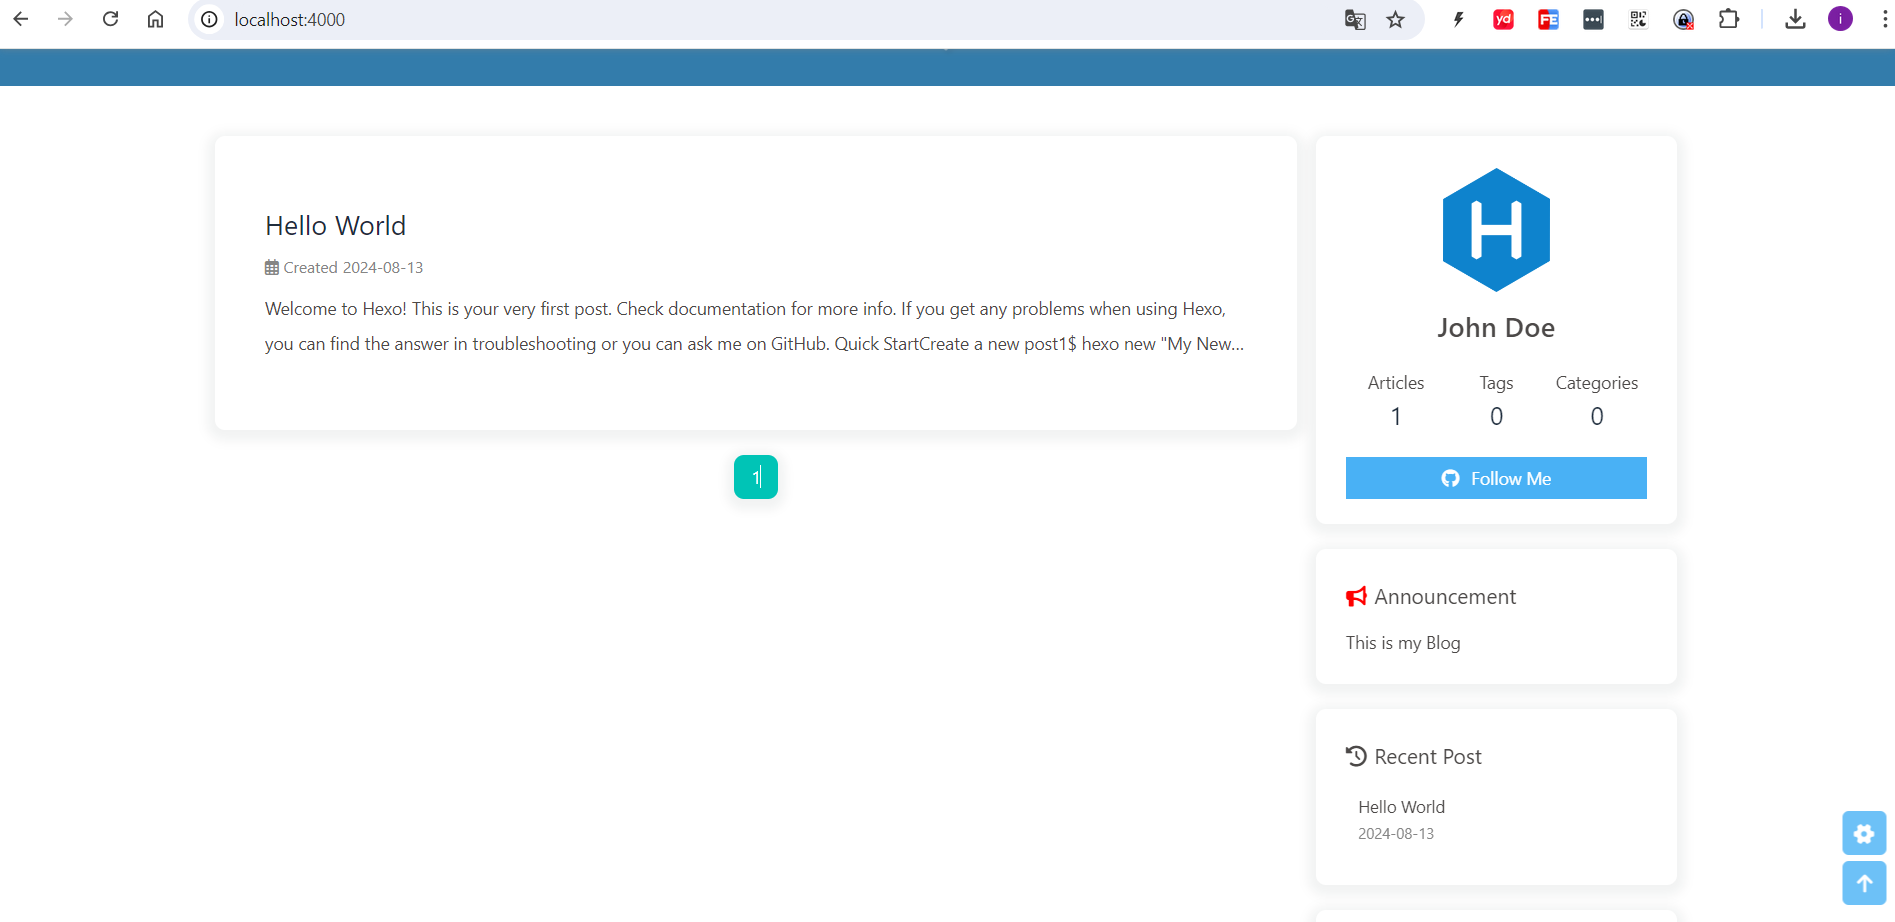 localhost:4000
Hello World
Created 2024-08-13
Welcome to Hexo! This is your very first post. Check documentation for more info. If you get any problems when using Hexo,
you can find the answer in troubleshooting or you can ask me on GitHub. Quick StartCreate a new post1$ hexo new "My New...
1
H
John Doe
Articles
Tags
Categories
1
0
0
Follow Me
Announcement
This is my Blog
Recent Post
Hello World
2024-08-13
yd
FE
i